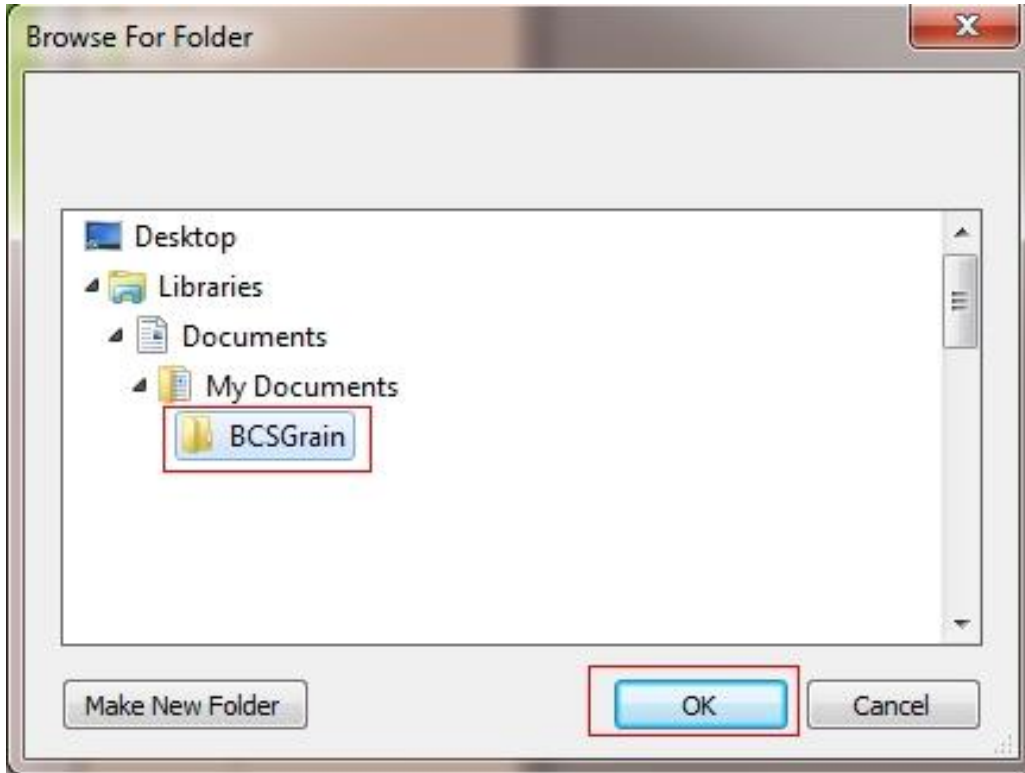 Browse For Folder
Desktop
Libraries
Documents
My Documents
BCSGrain
Make New Folder
OK
Cancel